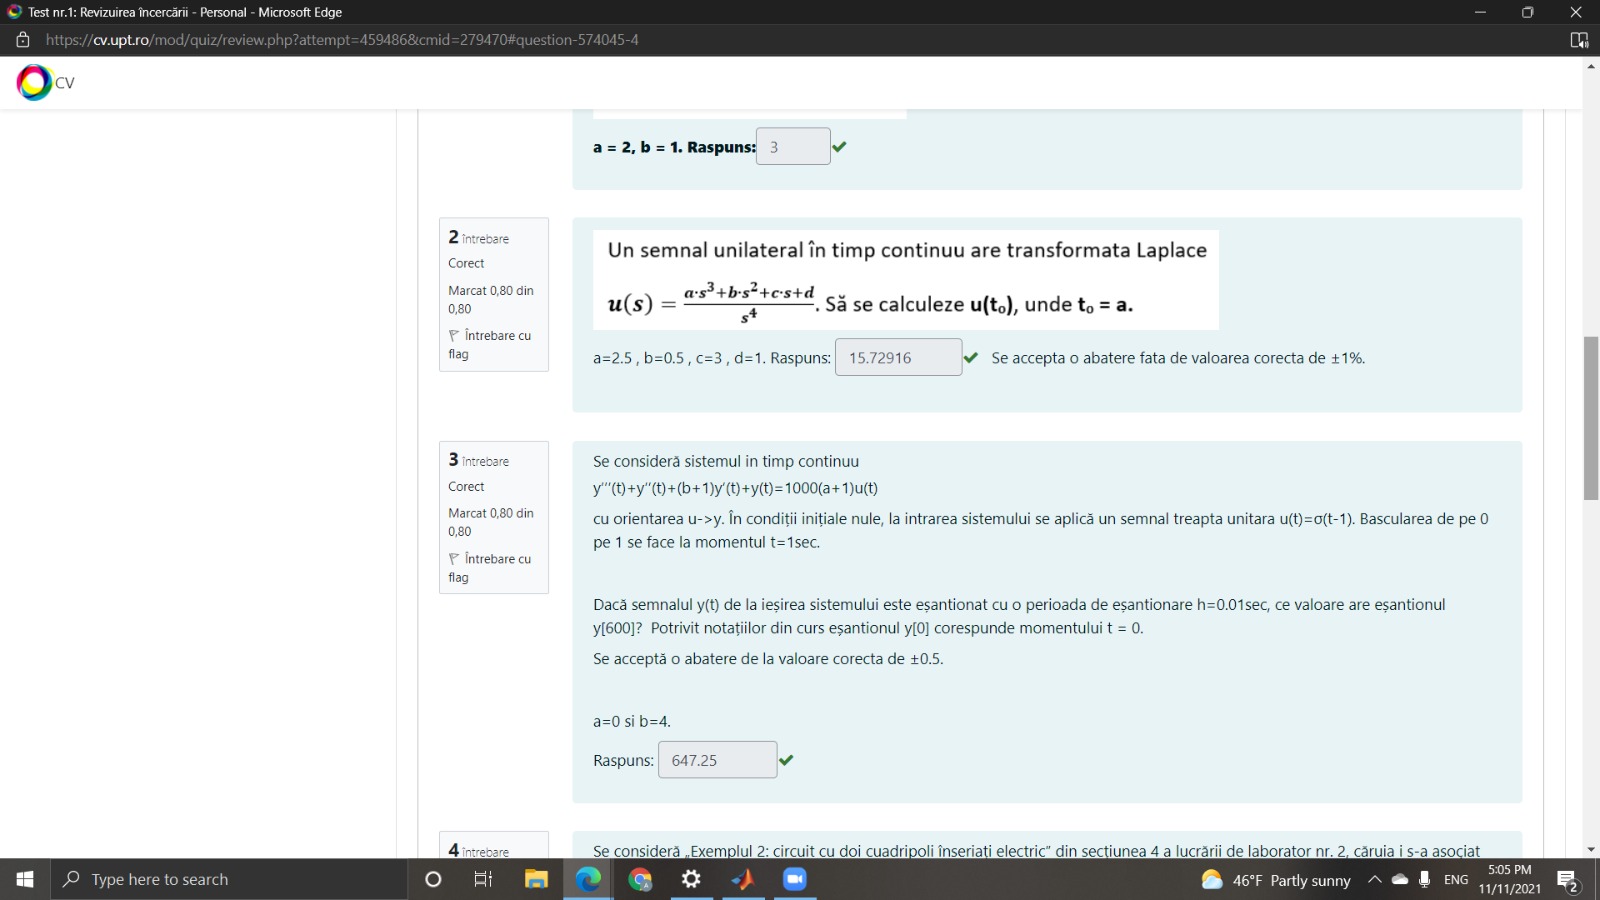 Test nr.1: Revizuirea încercării - Personal - Microsoft Edge
https://cv.upt.ro/mod/quiz/review.php?attempt=459486&cmid=279470#question-574045-4
CV
a = 2, b = 1. Raspuns: 3
2 întrebare
Corect
Marcat 0,80 din
0,80
Întrebare cu
flag
Un semnal unilateral în timp continuu are transformata Laplace
u(s) = (a·s³+b·s²+c·s+d)/s⁴. Să se calculeze u(t₀), unde t₀ = a.
a=2.5 , b=0.5 , c=3 , d=1. Raspuns: 15.72916 Se accepta o abatere fata de valoarea corecta de ±1%.
3 întrebare
Corect
Marcat 0,80 din
0,80
Întrebare cu
flag
Se consideră sistemul in timp continuu
y'''(t)+y''(t)+(b+1)y'(t)+y(t)=1000(a+1)u(t)
cu orientarea u->y. În condiții inițiale nule, la intrarea sistemului se aplică un semnal treapta unitara u(t)=σ(t-1). Bascularea de pe 0
pe 1 se face la momentul t=1sec.
Dacă semnalul y(t) de la ieșirea sistemului este eșantionat cu o perioada de eșantionare h=0.01sec, ce valoare are eșantionul
y[600]? Potrivit notațiilor din curs eșantionul y[0] corespunde momentului t = 0.
Se acceptă o abatere de la valoare corecta de ±0.5.
a=0 si b=4.
Raspuns: 647.25
4 întrebare
Se consideră „Exemplul 2: circuit cu doi cuadripoli înseriați electric” din secțiunea 4 a lucrării de laborator nr. 2, căruia i s-a asociat
Type here to search
46°F Partly sunny
ENG
5:05 PM
11/11/2021
2